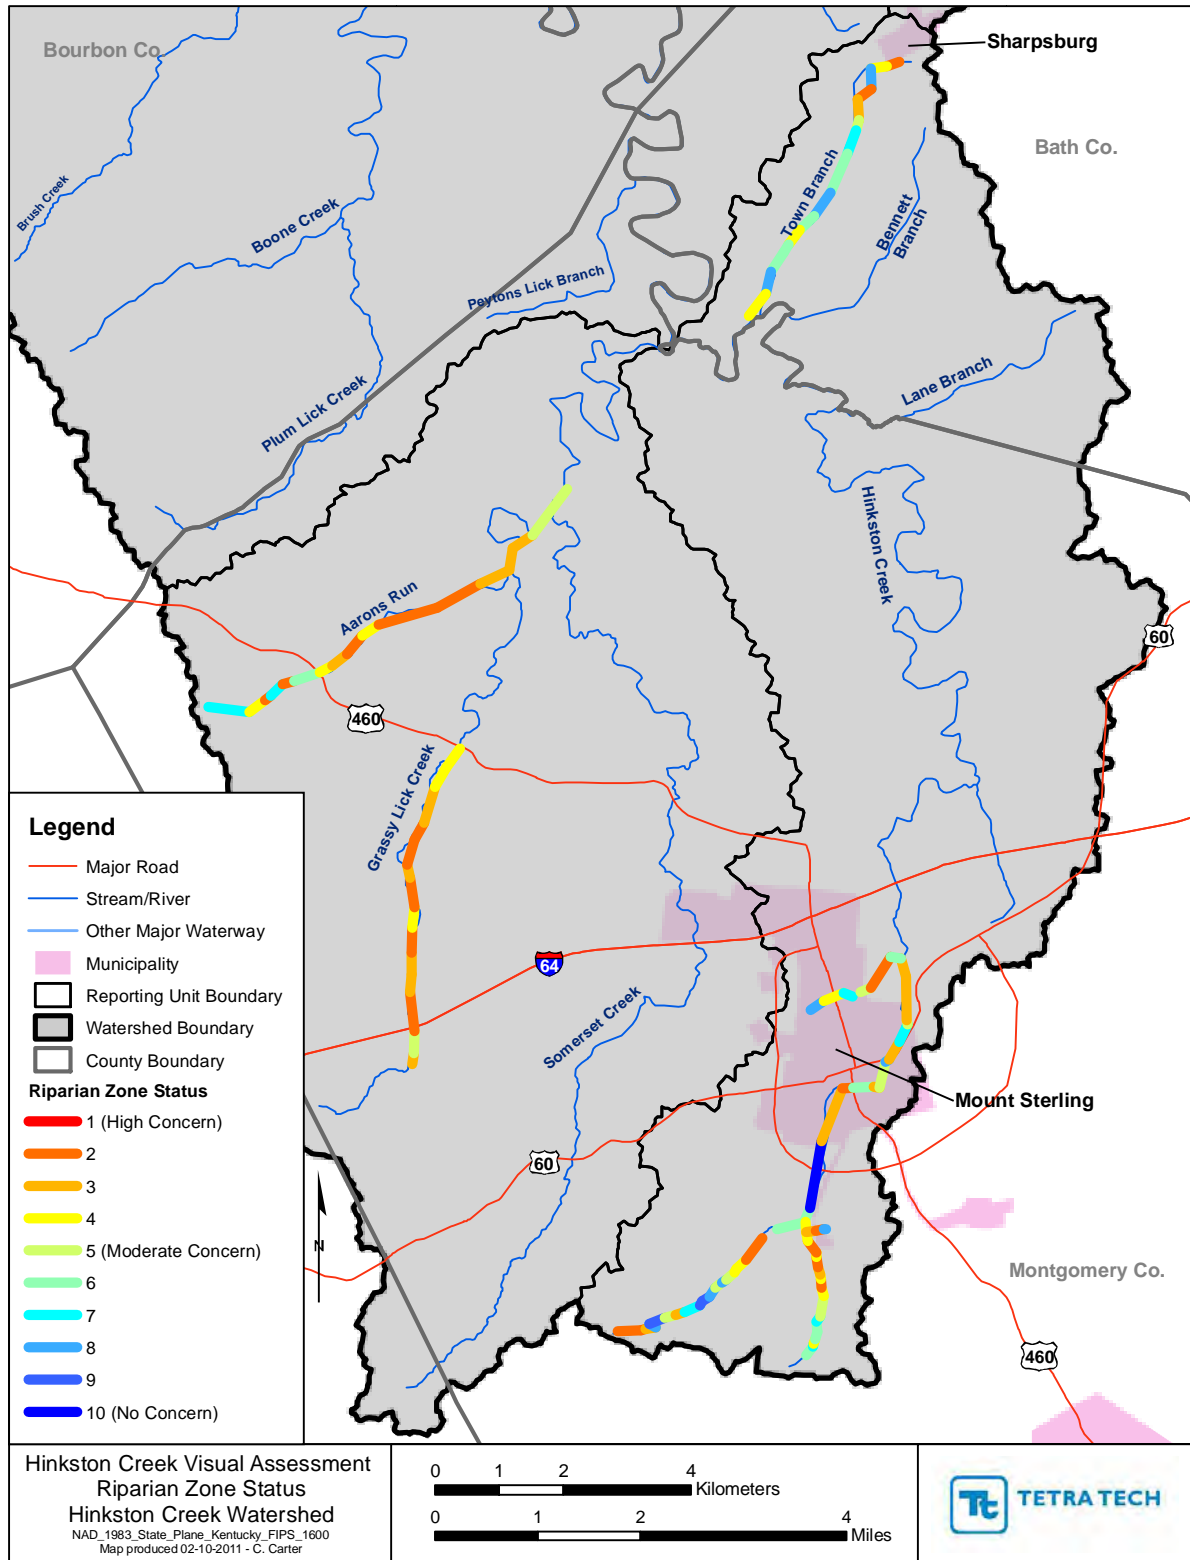 Bourbon Co.
Sharpsburg
Bath Co.
Brush Creek
Boone Creek
Town Branch
Bennett
Branch
Peytons Lick Branch
Lane Branch
Plum Lick Creek
Hinkston Creek
Aarons Run
60
460
Grassy Lick Creek
64
Somerset Creek
Mount Sterling
60
N
Montgomery Co.
460
Legend
Major Road
Stream/River
Other Major Waterway
Municipality
Reporting Unit Boundary
Watershed Boundary
County Boundary
Riparian Zone Status
1 (High Concern)
2
3
4
5 (Moderate Concern)
6
7
8
9
10 (No Concern)
Hinkston Creek Visual Assessment
Riparian Zone Status
Hinkston Creek Watershed
NAD_1983_State_Plane_Kentucky_FIPS_1600
Map produced 02-10-2011 - C. Carter
0 1 2 4
Kilometers
0 1 2 4
Miles
Tt TETRA TECH